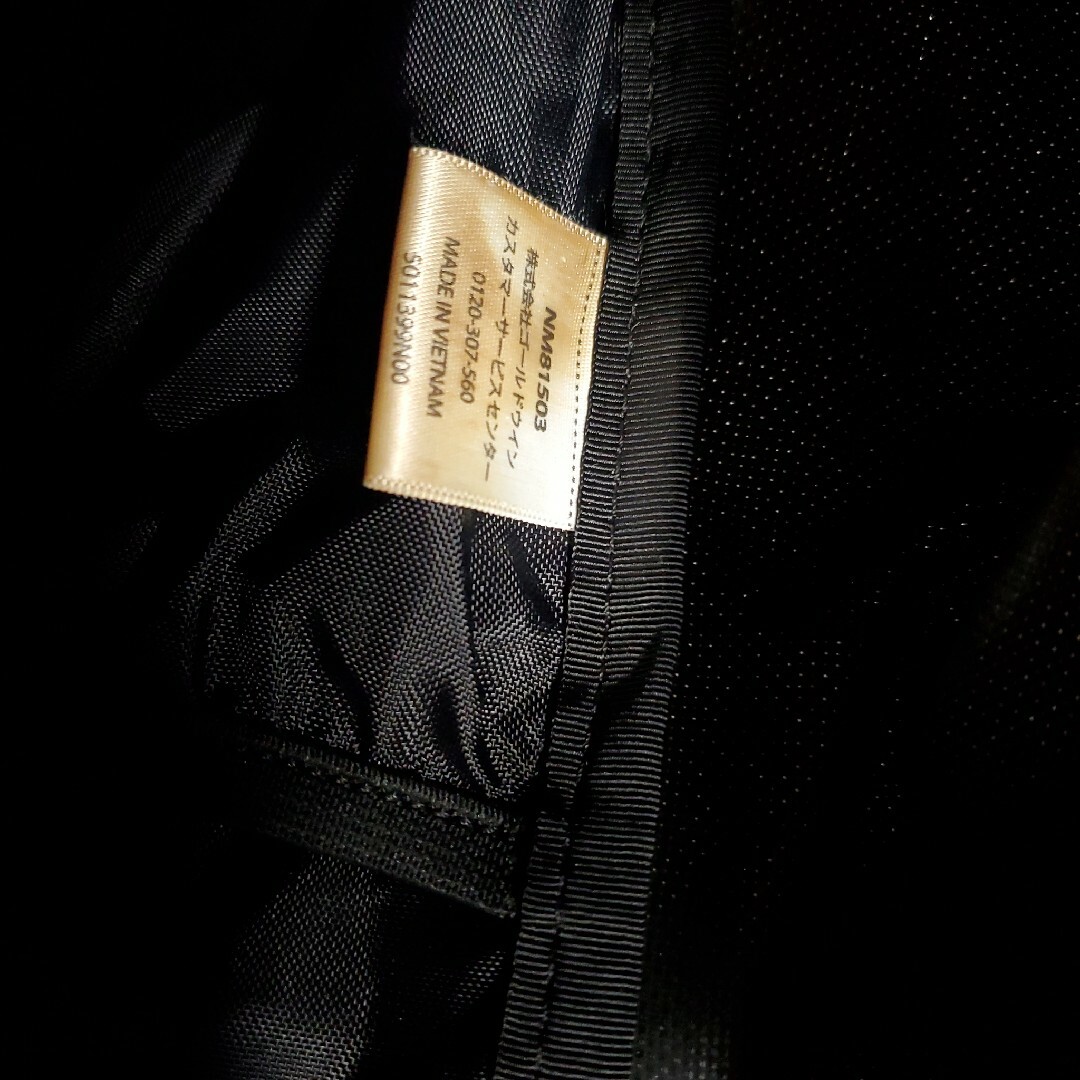 NM81503
株式会社ゴールドウイン
カスタマーサービスセンター
0120-307-560
MADE IN VIETNAM
S011399N00